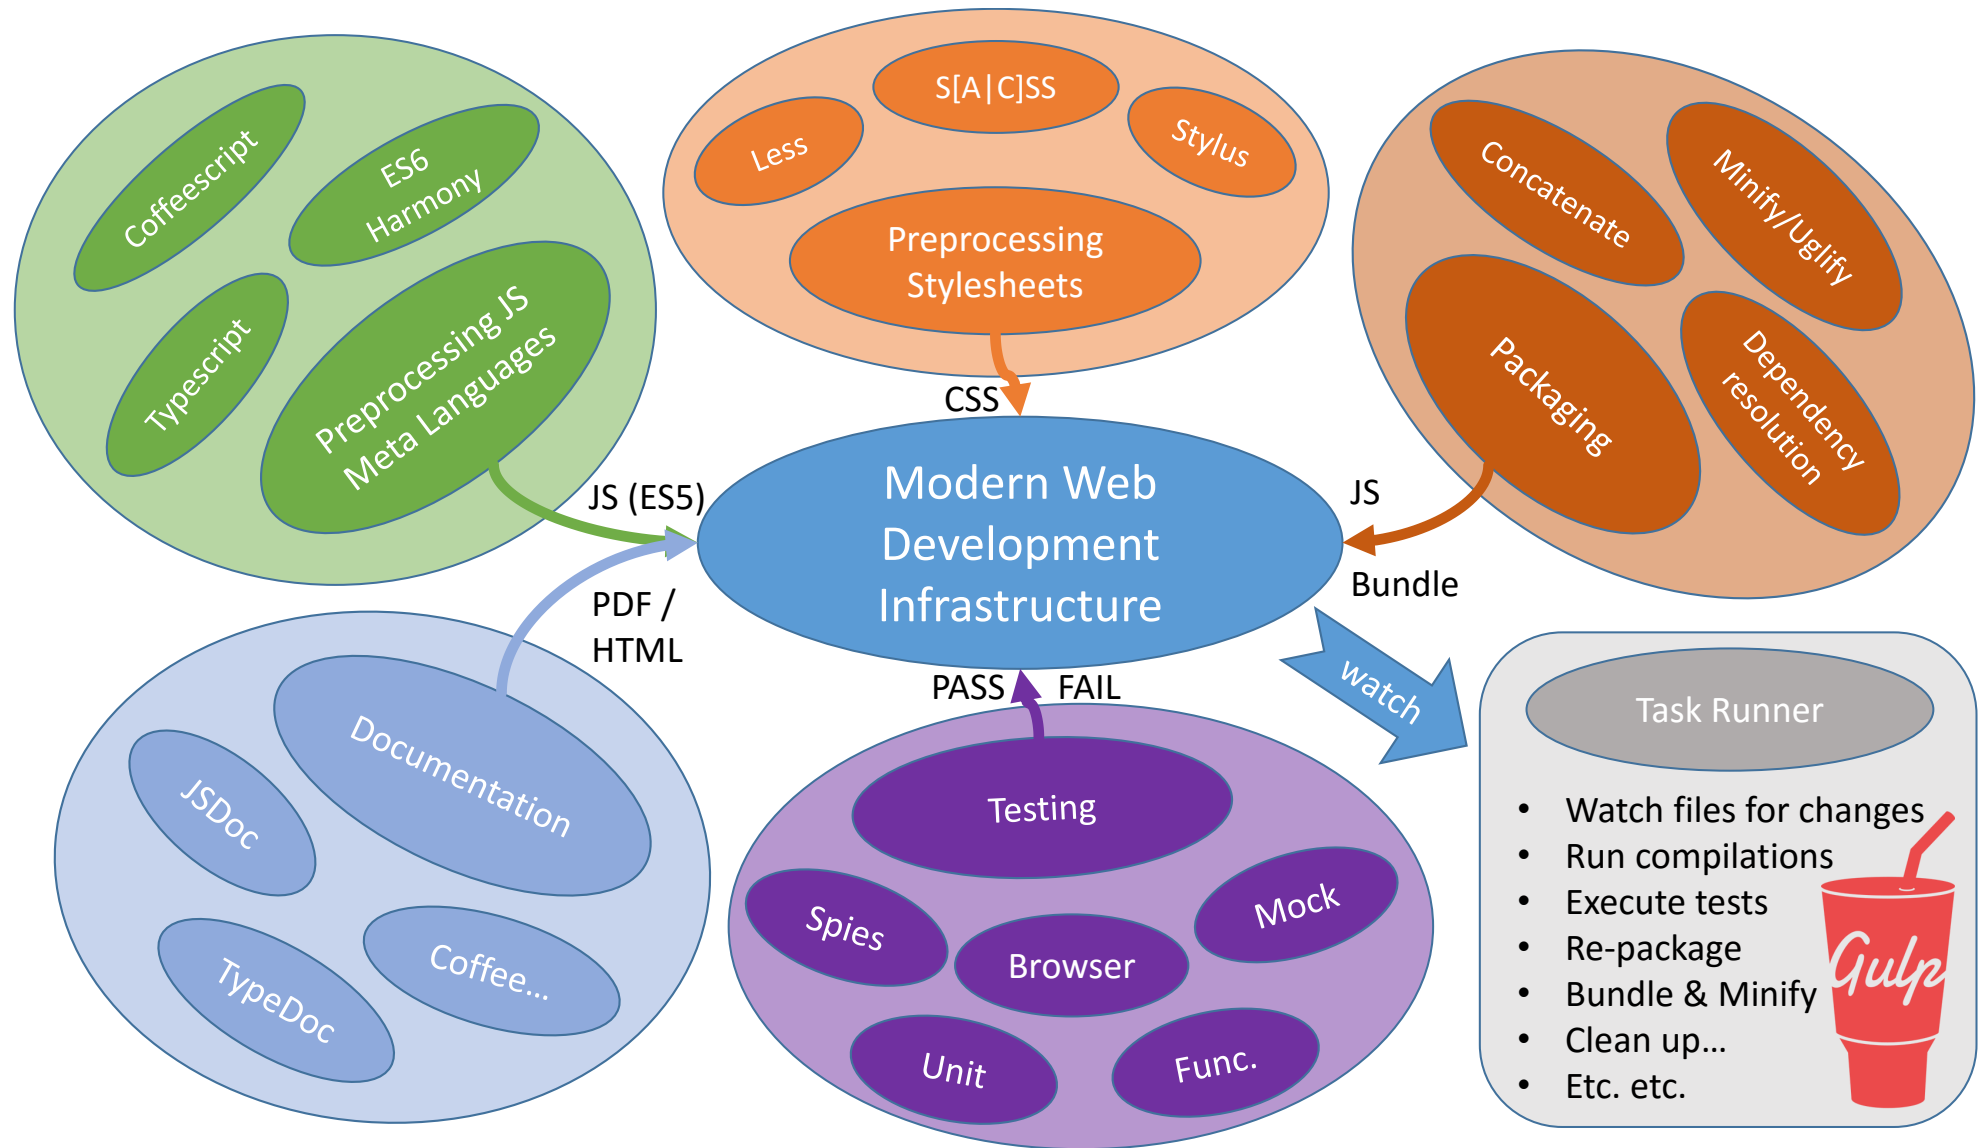 Coffeescript
ES6
Harmony
Typescript
Preprocessing JS
Meta Languages
JS (ES5)
S[A|C]SS
Less
Stylus
Preprocessing
Stylesheets
CSS
Concatenate
Minify/Uglify
Packaging
Dependency
resolution
JS
Bundle
Modern Web
Development
Infrastructure
PDF /
HTML
Documentation
JSDoc
TypeDoc
Coffee...
PASS FAIL
Testing
Spies
Mock
Browser
Unit
Func.
watch
Task Runner
• Watch files for changes
• Run compilations
• Execute tests
• Re-package
• Bundle & Minify
• Clean up...
• Etc. etc.
Gulp